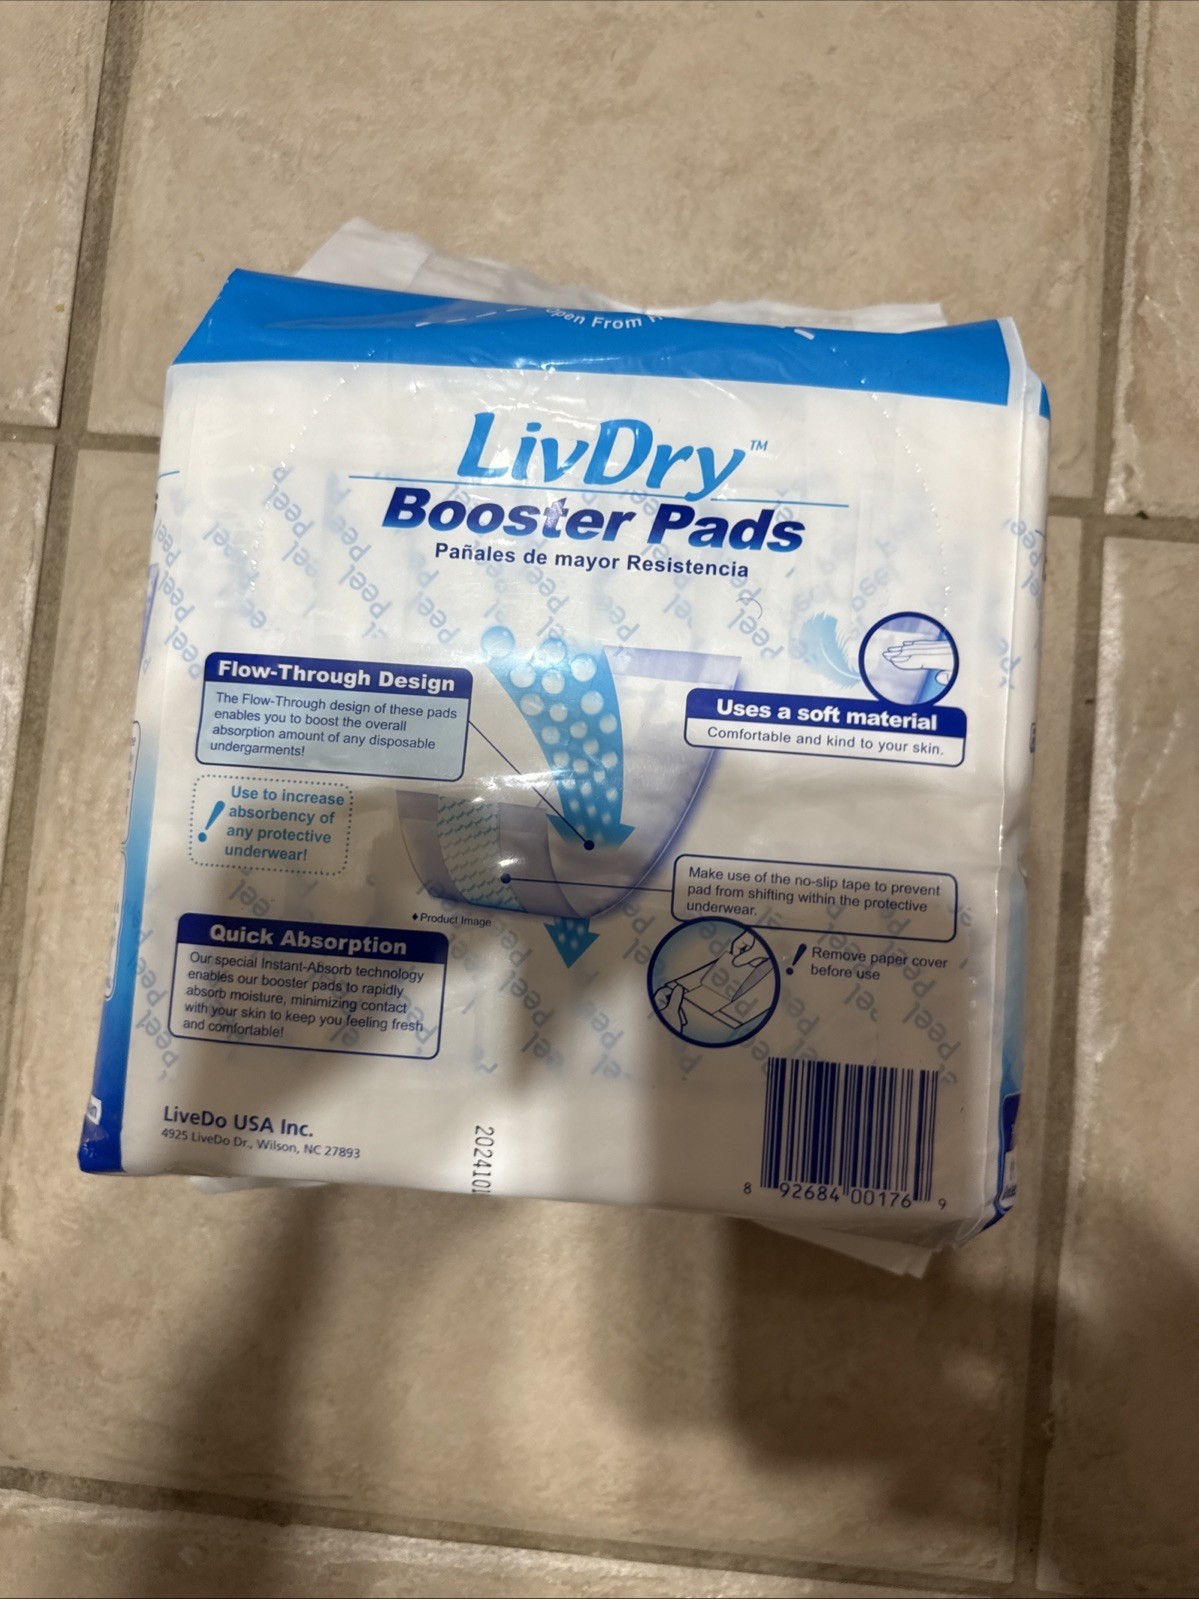 Open From
LivDry™
Booster Pads
Pañales de mayor Resistencia
Flow-Through Design
The Flow-Through design of these pads
enables you to boost the overall
absorption amount of any disposable
undergarments!
Uses a soft material
Comfortable and kind to your skin.
! Use to increase
absorbency of
any protective
underwear!
Make use of the no-slip tape to prevent
pad from shifting within the protective
underwear.
♦Product Image
! Remove paper cover
before use
Quick Absorption
Our special Instant-Absorb technology
enables our booster pads to rapidly
absorb moisture, minimizing contact
with your skin to keep you feeling fresh
and comfortable!
LiveDo USA Inc.
4925 LiveDo Dr., Wilson, NC 27893
2024101
8 92684 00176 9
Peel Peel Peel